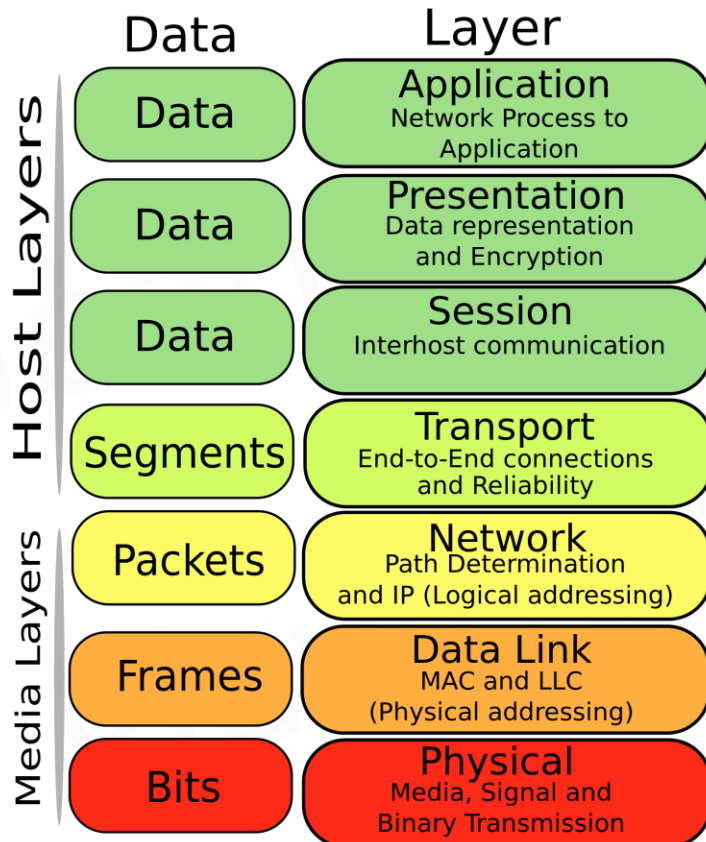 Data
Layer
Host Layers
Data
Application
Network Process to
Application
Data
Presentation
Data representation
and Encryption
Data
Session
Interhost communication
Segments
Transport
End-to-End connections
and Reliability
Media Layers
Packets
Network
Path Determination
and IP (Logical addressing)
Frames
Data Link
MAC and LLC
(Physical addressing)
Bits
Physical
Media, Signal and
Binary Transmission